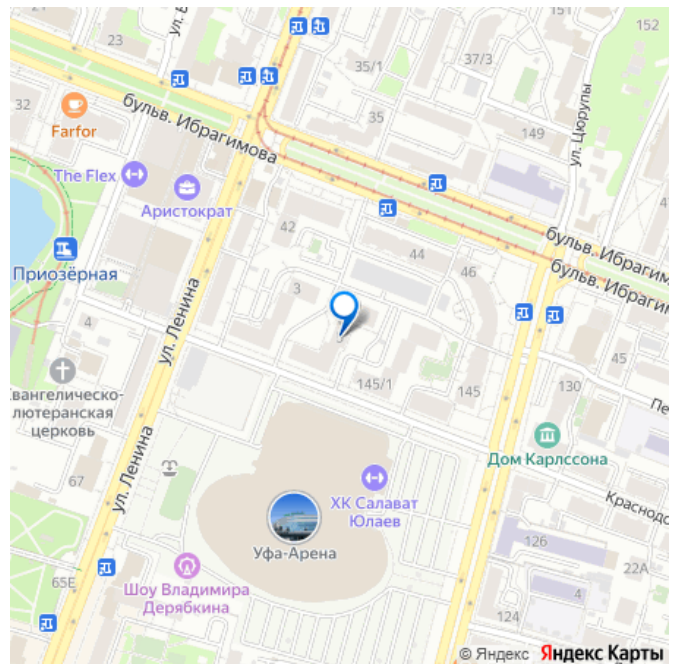 152
23
ул.
35/1
37/3
32
Farfor
бульв. Ибрагимова
35
149
ул. Цюрупы
The Flex
Аристократ
42
44
46
бульв. Ибрагим
бульв. Ибраги
Приозёрная
ул. Ленина
3
4
145/1
145
45
130
Евангелическо-
лютеранская
церковь
Дом Карлссона
67
ул. Ленина
ХК Салават
Юлаев
Краснодо
Уфа-Арена
126
65Е
Шоу Владимира
Дерябкина
22А
4
124
© Яндекс Яндекс Карты